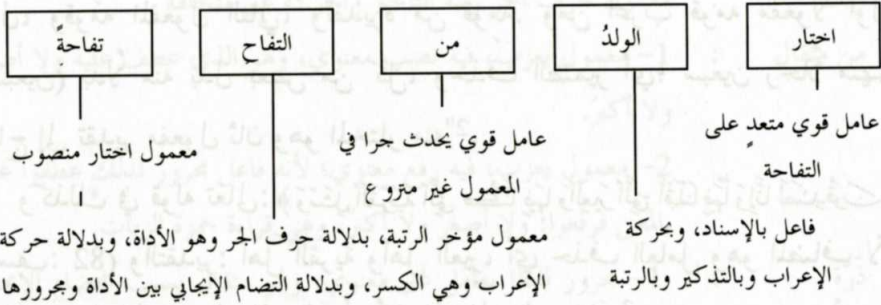 اختار الولدُ من التفاحِ تفاحةً
عامل قوي متعدٍ على
التفاحة
عامل قوي يحدث جرا في
المعمول غير منزوع
معمول اختار منصوب
فاعل بالإسناد، وبحركة
الإعراب وبالتذكير وبالرتبة
معمول مؤخر الرتبة، بدلالة حرف الجر وهو الأداة، وبدلالة حركة
الإعراب وهي الكسر، وبدلالة التضام الإيجابي بين الأداة ومجرورها